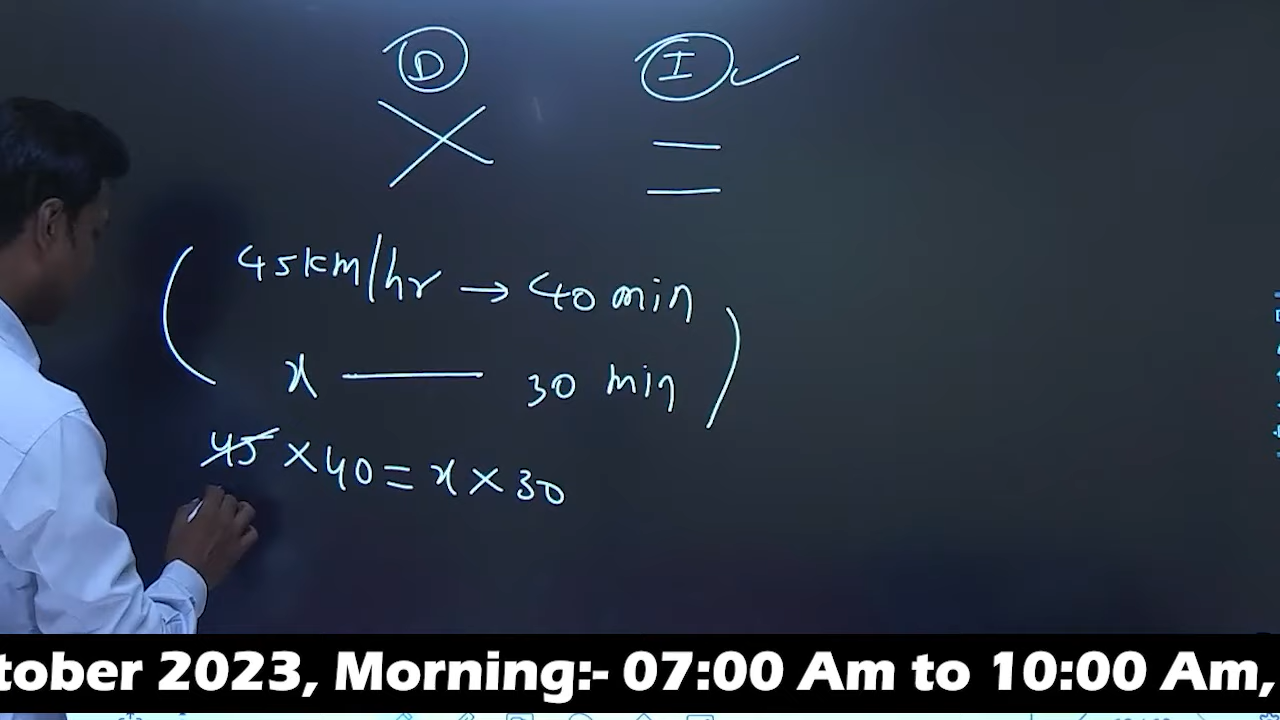 D I
45km/hr → 40 min
x — 30 min
45 × 40 = x × 30
tober 2023, Morning:- 07:00 Am to 10:00 Am,